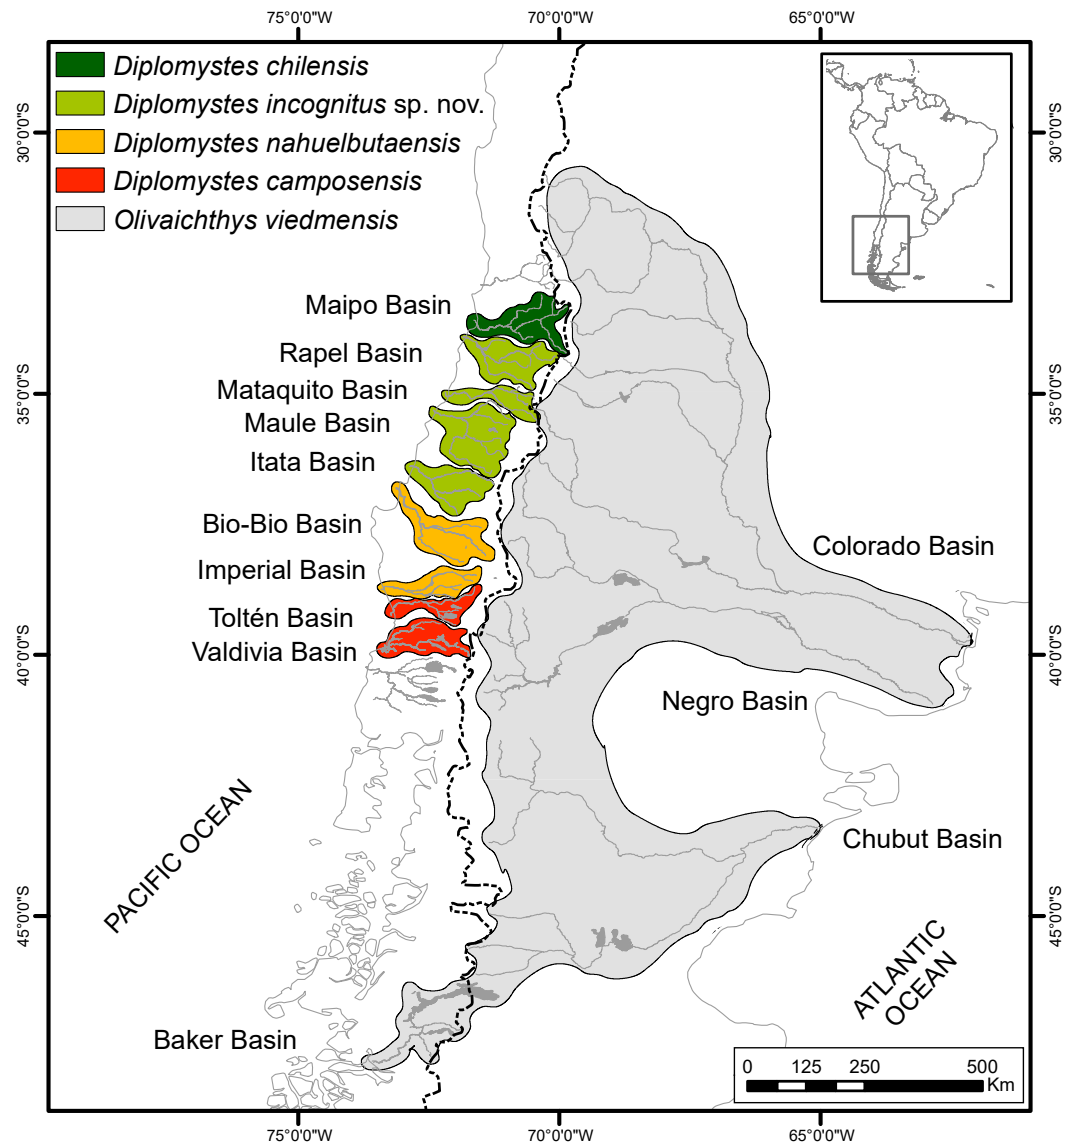 75°0'0"W
70°0'0"W
65°0'0"W
Diplomystes chilensis
Diplomystes incognitus sp. nov.
Diplomystes nahuelbutaensis
Diplomystes camposensis
Olivaichthys viedmensis
30°0'0"S
30°0'0"S
Maipo Basin
Rapel Basin
Mataquito Basin
Maule Basin
Itata Basin
Bio-Bio Basin
Imperial Basin
Toltén Basin
Valdivia Basin
35°0'0"S
35°0'0"S
Colorado Basin
Negro Basin
40°0'0"S
40°0'0"S
Chubut Basin
PACIFIC OCEAN
45°0'0"S
45°0'0"S
ATLANTIC
OCEAN
Baker Basin
0 125 250 500
Km
75°0'0"W
70°0'0"W
65°0'0"W